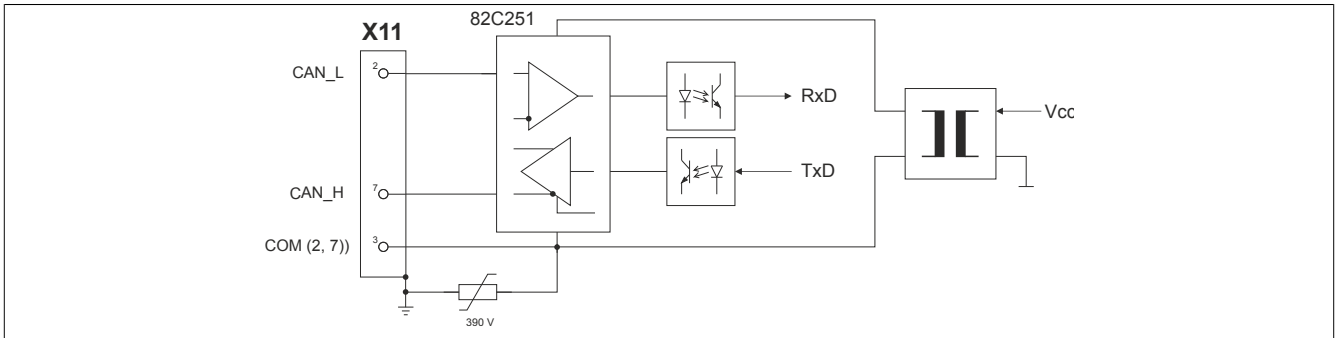 82C251
X11
CAN_L
2
RxD
Vcc
TxD
CAN_H
7
COM (2, 7))
3
390 V